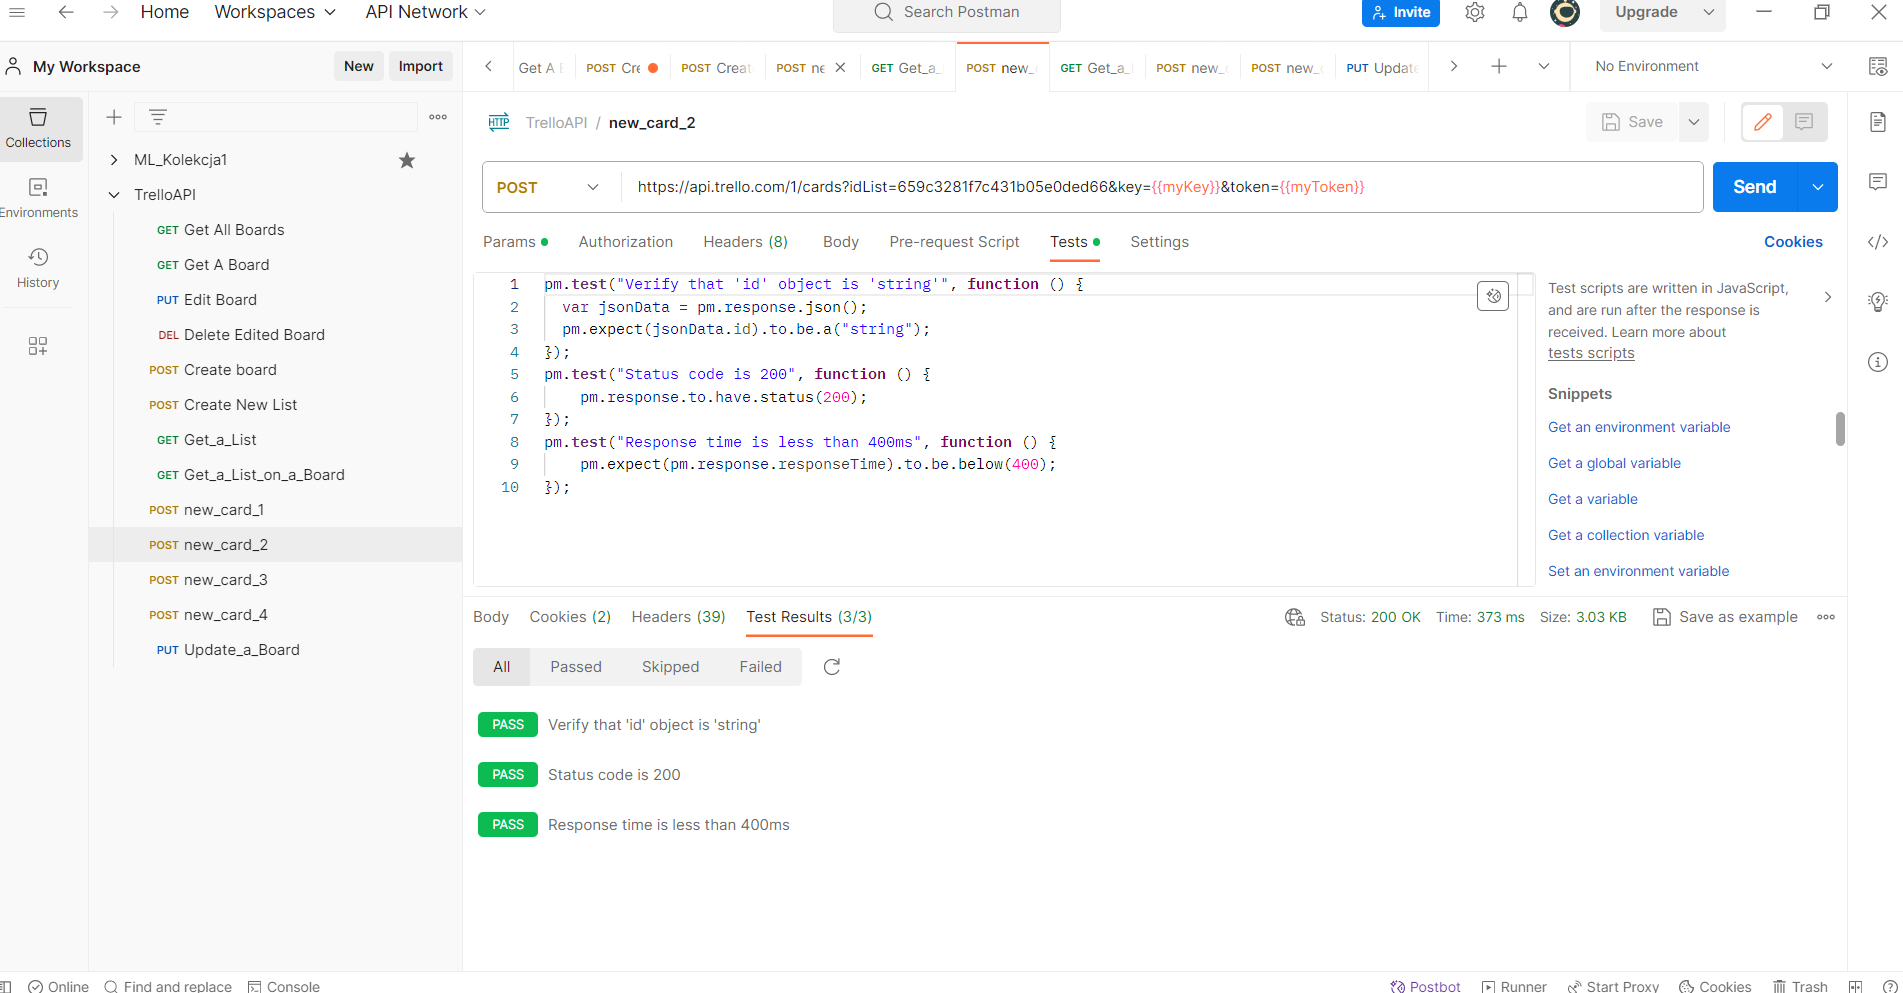 Home Workspaces API Network Search Postman Invite Upgrade
My Workspace New Import
Get A B POST Cre POST Creat POST ne GET Get_a_ POST new_ GET Get_a_ POST new_ POST new_ PUT Update No Environment
Collections
Environments
History
ML_Kolekcja1
TrelloAPI
GET Get All Boards
GET Get A Board
PUT Edit Board
DEL Delete Edited Board
POST Create board
POST Create New List
GET Get_a_List
GET Get_a_List_on_a_Board
POST new_card_1
POST new_card_2
POST new_card_3
POST new_card_4
PUT Update_a_Board
HTTP TrelloAPI / new_card_2 Save
POST https://api.trello.com/1/cards?idList=659c3281f7c431b05e0ded66&key={{myKey}}&token={{myToken}} Send
Params Authorization Headers (8) Body Pre-request Script Tests Settings Cookies
1 pm.test("Verify that 'id' object is 'string'", function () {
2 var jsonData = pm.response.json();
3 pm.expect(jsonData.id).to.be.a("string");
4 });
5 pm.test("Status code is 200", function () {
6 pm.response.to.have.status(200);
7 });
8 pm.test("Response time is less than 400ms", function () {
9 pm.expect(pm.response.responseTime).to.be.below(400);
10 });
Test scripts are written in JavaScript,
and are run after the response is
received. Learn more about
tests scripts
Snippets
Get an environment variable
Get a global variable
Get a variable
Get a collection variable
Set an environment variable
Body Cookies (2) Headers (39) Test Results (3/3) Status: 200 OK Time: 373 ms Size: 3.03 KB Save as example
All Passed Skipped Failed
PASS Verify that 'id' object is 'string'
PASS Status code is 200
PASS Response time is less than 400ms
Online Find and replace Console Postbot Runner Start Proxy Cookies Trash